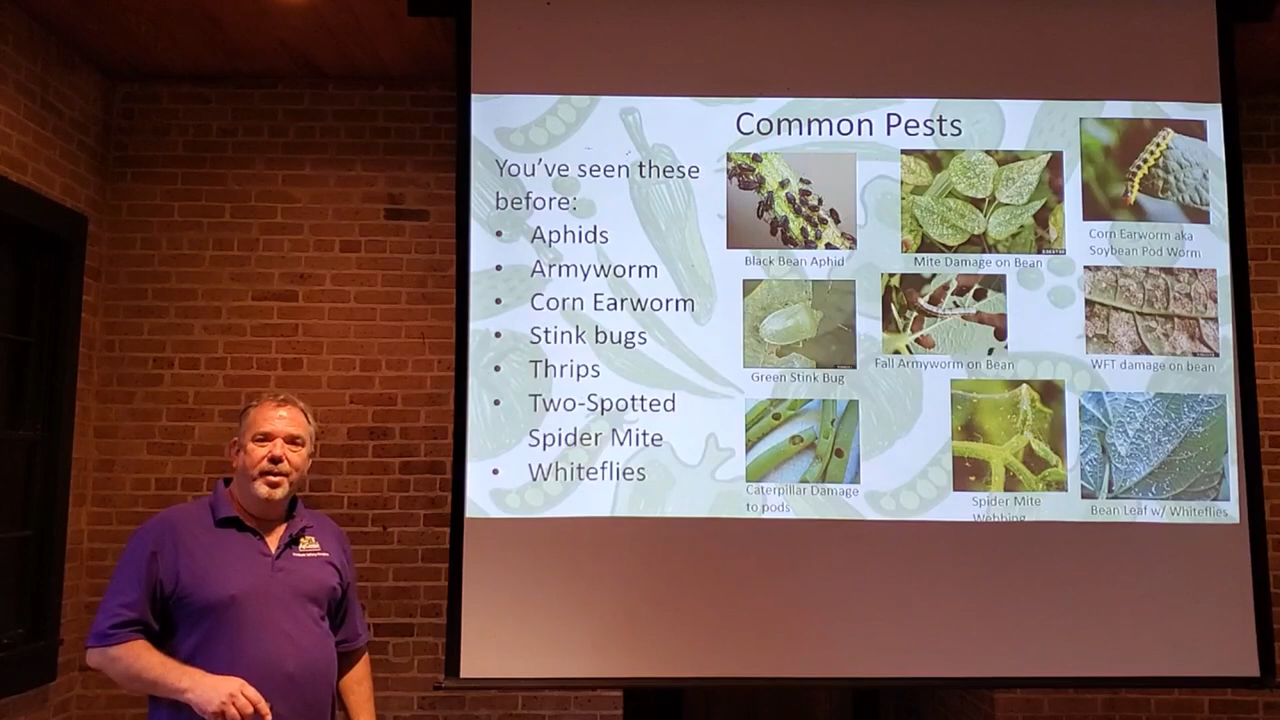 Common Pests
You’ve seen these
before:
• Aphids
• Armyworm
• Corn Earworm
• Stink bugs
• Thrips
• Two-Spotted
Spider Mite
• Whiteflies
Black Bean Aphid
Mite Damage on Bean
Corn Earworm aka
Soybean Pod Worm
Green Stink Bug
Fall Armyworm on Bean
WFT damage on bean
Caterpillar Damage
to pods
Spider Mite
Webbing
Bean Leaf w/ Whiteflies